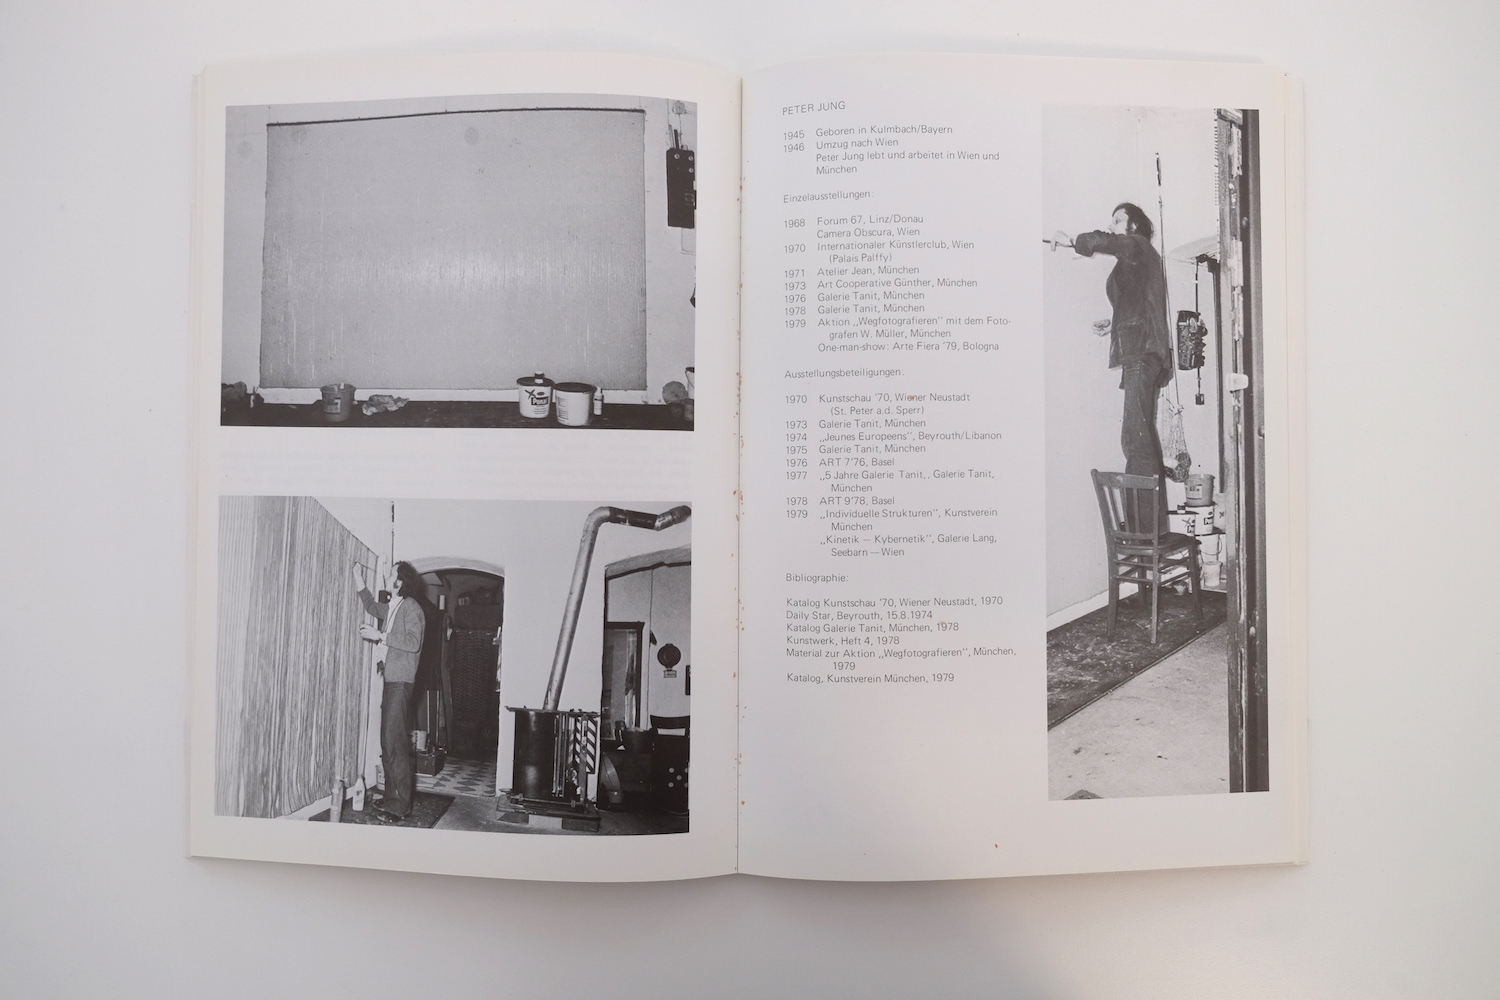 PETER JUNG
1945 Geboren in Kulmbach/Bayern
1946 Umzug nach Wien
Peter Jung lebt und arbeitet in Wien und
München
Einzelausstellungen:
1968 Forum 67, Linz/Donau
Camera Obscura, Wien
1970 Internationaler Künstlerclub, Wien
(Palais Palffy)
1971 Atelier Jean, München
1973 Art Cooperative Günther, München
1976 Galerie Tanit, München
1978 Galerie Tanit, München
1979 Aktion ,,Wegfotografieren'' mit dem Foto-
grafen W. Müller, München
One-man-show: Arte Fiera '79, Bologna
Ausstellungsbeteiligungen:
1970 Kunstschau '70, Wiener Neustadt
(St. Peter a.d. Sperr)
1973 Galerie Tanit, München
1974 ,,Jeunes Europeens'', Beyrouth/Libanon
1975 Galerie Tanit, München
1976 ART 7'76, Basel
1977 ,,5 Jahre Galerie Tanit,, Galerie Tanit,
München
1978 ART 9'78, Basel
1979 ,,Individuelle Strukturen'', Kunstverein
München
,,Kinetik — Kybernetik'', Galerie Lang,
Seebarn — Wien
Bibliographie:
Katalog Kunstschau '70, Wiener Neustadt, 1970
Daily Star, Beyrouth, 15.8.1974
Katalog Galerie Tanit, München, 1978
Kunstwerk, Heft 4, 1978
Material zur Aktion ,,Wegfotografieren'', München,
1979
Katalog, Kunstverein München, 1979